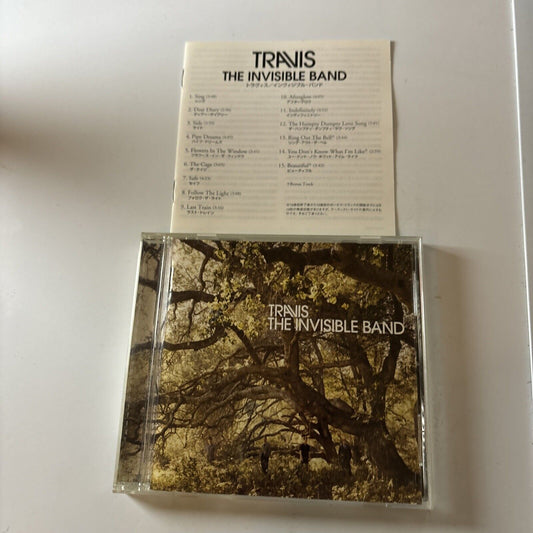 TRAVIS
THE INVISIBLE BAND
トラヴィス/インヴィジブル・バンド
1. Sing
シング
2. Dear Diary
ディアー・ダイアリー
3. Side
サイド
4. Pipe Dreams
パイプ・ドリームス
5. Flowers In The Window
フラワーズ・イン・ザ・ウィンドウ
6. The Cage
ザ・ケイジ
7. Safe
セイフ
8. Follow The Light
フォロウ・ザ・ライト
9. Last Train
ラスト・トレイン
10. Afterglow
アフターグロウ
11. Indefinitely
インディフィニトリー
12. The Humpty Dumpty Love Song
ザ・ハンプティ・ダンプティ・ラヴ・ソング
13. Ring Out The Bell*
リング・アウト・ザ・ベル
14. You Don't Know What I'm Like*
ユー・ドント・ノウ・ホワット・アイム・ライク
15. Beautiful*
ビューティフル
*Bonus Track
TRAVIS
THE INVISIBLE BAND